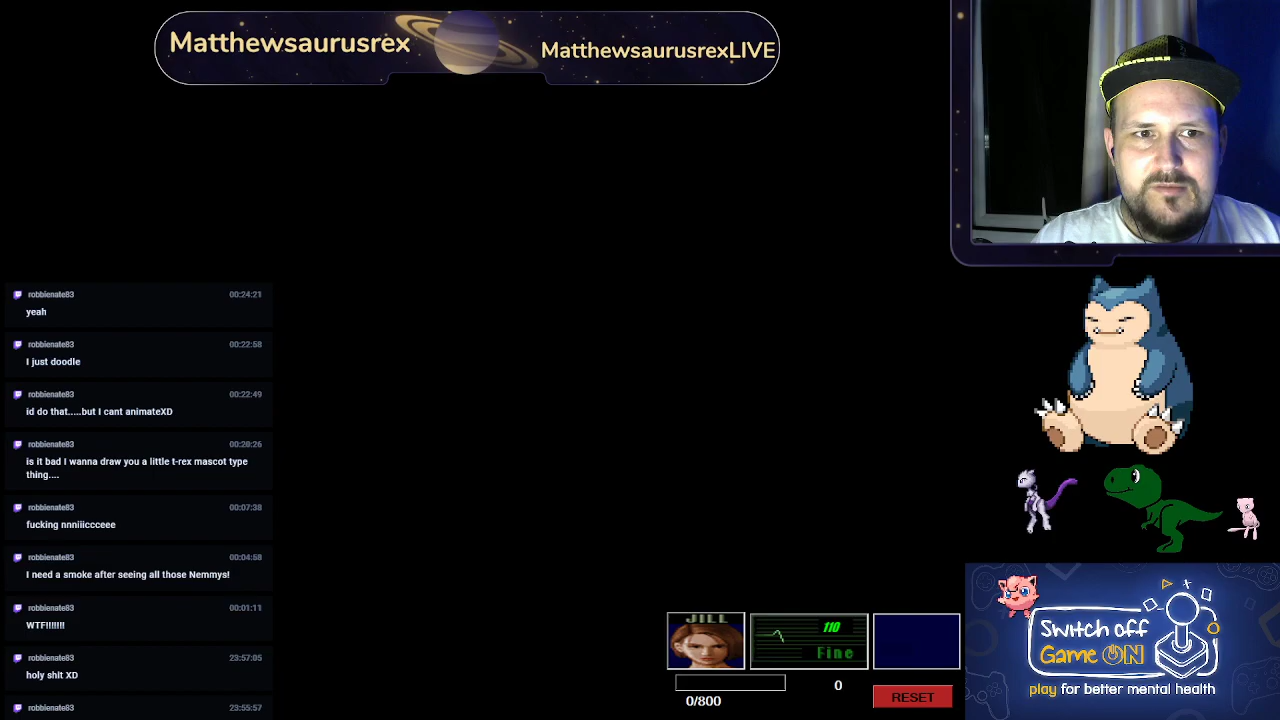 Matthewsaurusrex
MatthewsaurusrexLIVE
robbienate83 00:24:21
yeah
robbienate83 00:22:58
I just doodle
robbienate83 00:22:49
id do that.....but I cant animateXD
robbienate83 00:20:26
is it bad I wanna draw you a little t-rex mascot type
thing....
robbienate83 00:07:38
fucking nnniiiccceeee
robbienate83 00:04:58
I need a smoke after seeing all those Nemmys!
robbienate83 00:01:11
WTF!!!!!!!
robbienate83 23:57:05
holy shit XD
robbienate83 23:55:57
JILL
110
Fine
0/800
0
RESET
Switch off
Game ON
play for better mental health